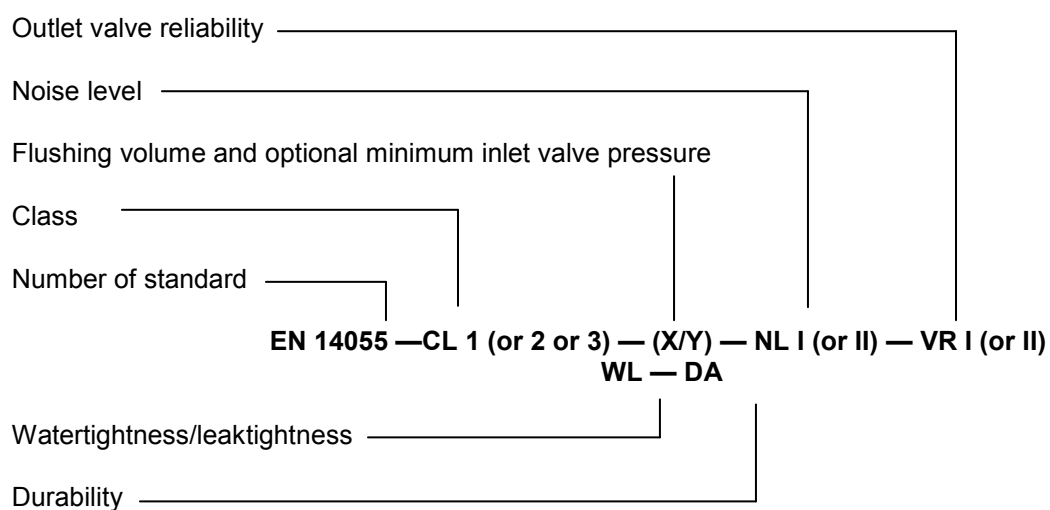 Outlet valve reliability
Noise level
Flushing volume and optional minimum inlet valve pressure
Class
Number of standard
EN 14055 —CL 1 (or 2 or 3) — (X/Y) — NL I (or II) — VR I (or II)
WL — DA
Watertightness/leaktightness
Durability